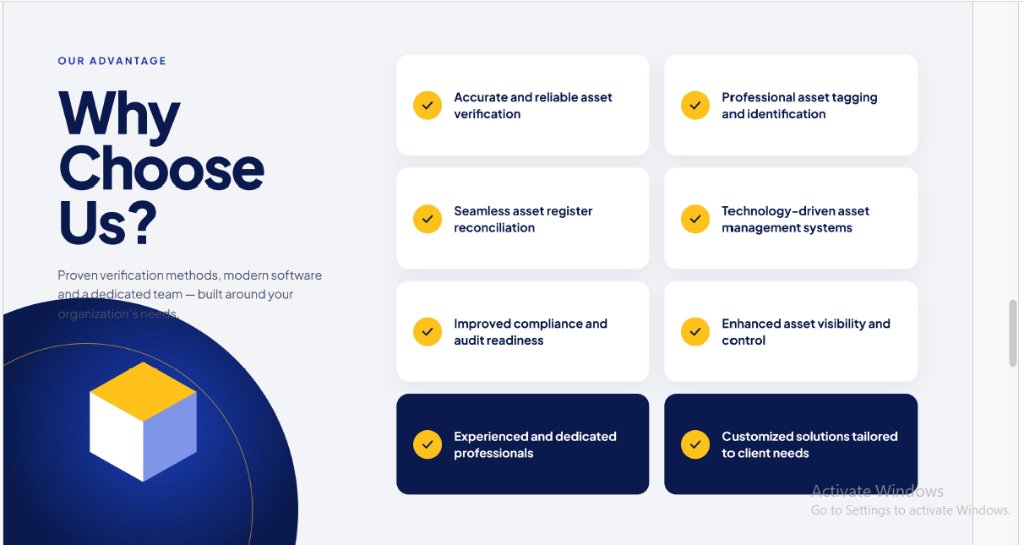 OUR ADVANTAGE
Why
Choose
Us?
Proven verification methods, modern software
and a dedicated team — built around your
organization's needs.
Accurate and reliable asset
verification
Professional asset tagging
and identification
Seamless asset register
reconciliation
Technology-driven asset
management systems
Improved compliance and
audit readiness
Enhanced asset visibility and
control
Experienced and dedicated
professionals
Customized solutions tailored
to client needs
Activate Windows
Go to Settings to activate Windows.